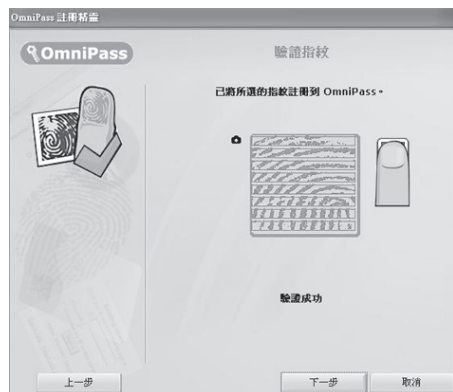 OmniPass 註冊精靈
OmniPass
驗證指紋
已將所選的指紋註冊到 OmniPass。
驗證成功
上一步
下一步
取消